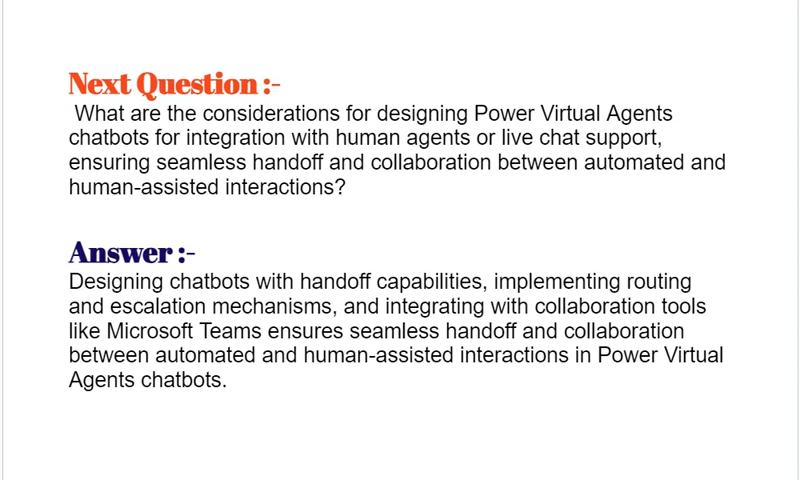 Next Question :-
What are the considerations for designing Power Virtual Agents
chatbots for integration with human agents or live chat support,
ensuring seamless handoff and collaboration between automated and
human-assisted interactions?
Answer :-
Designing chatbots with handoff capabilities, implementing routing
and escalation mechanisms, and integrating with collaboration tools
like Microsoft Teams ensures seamless handoff and collaboration
between automated and human-assisted interactions in Power Virtual
Agents chatbots.